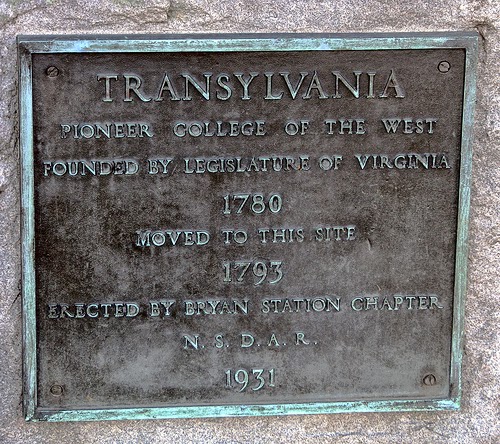 TRANSYLVANIA
PIONEER COLLEGE OF THE WEST
FOUNDED BY LEGISLATURE OF VIRGINIA
1780
MOVED TO THIS SITE
1793
ERECTED BY BRYAN STATION CHAPTER
N. S. D. A. R.
1931